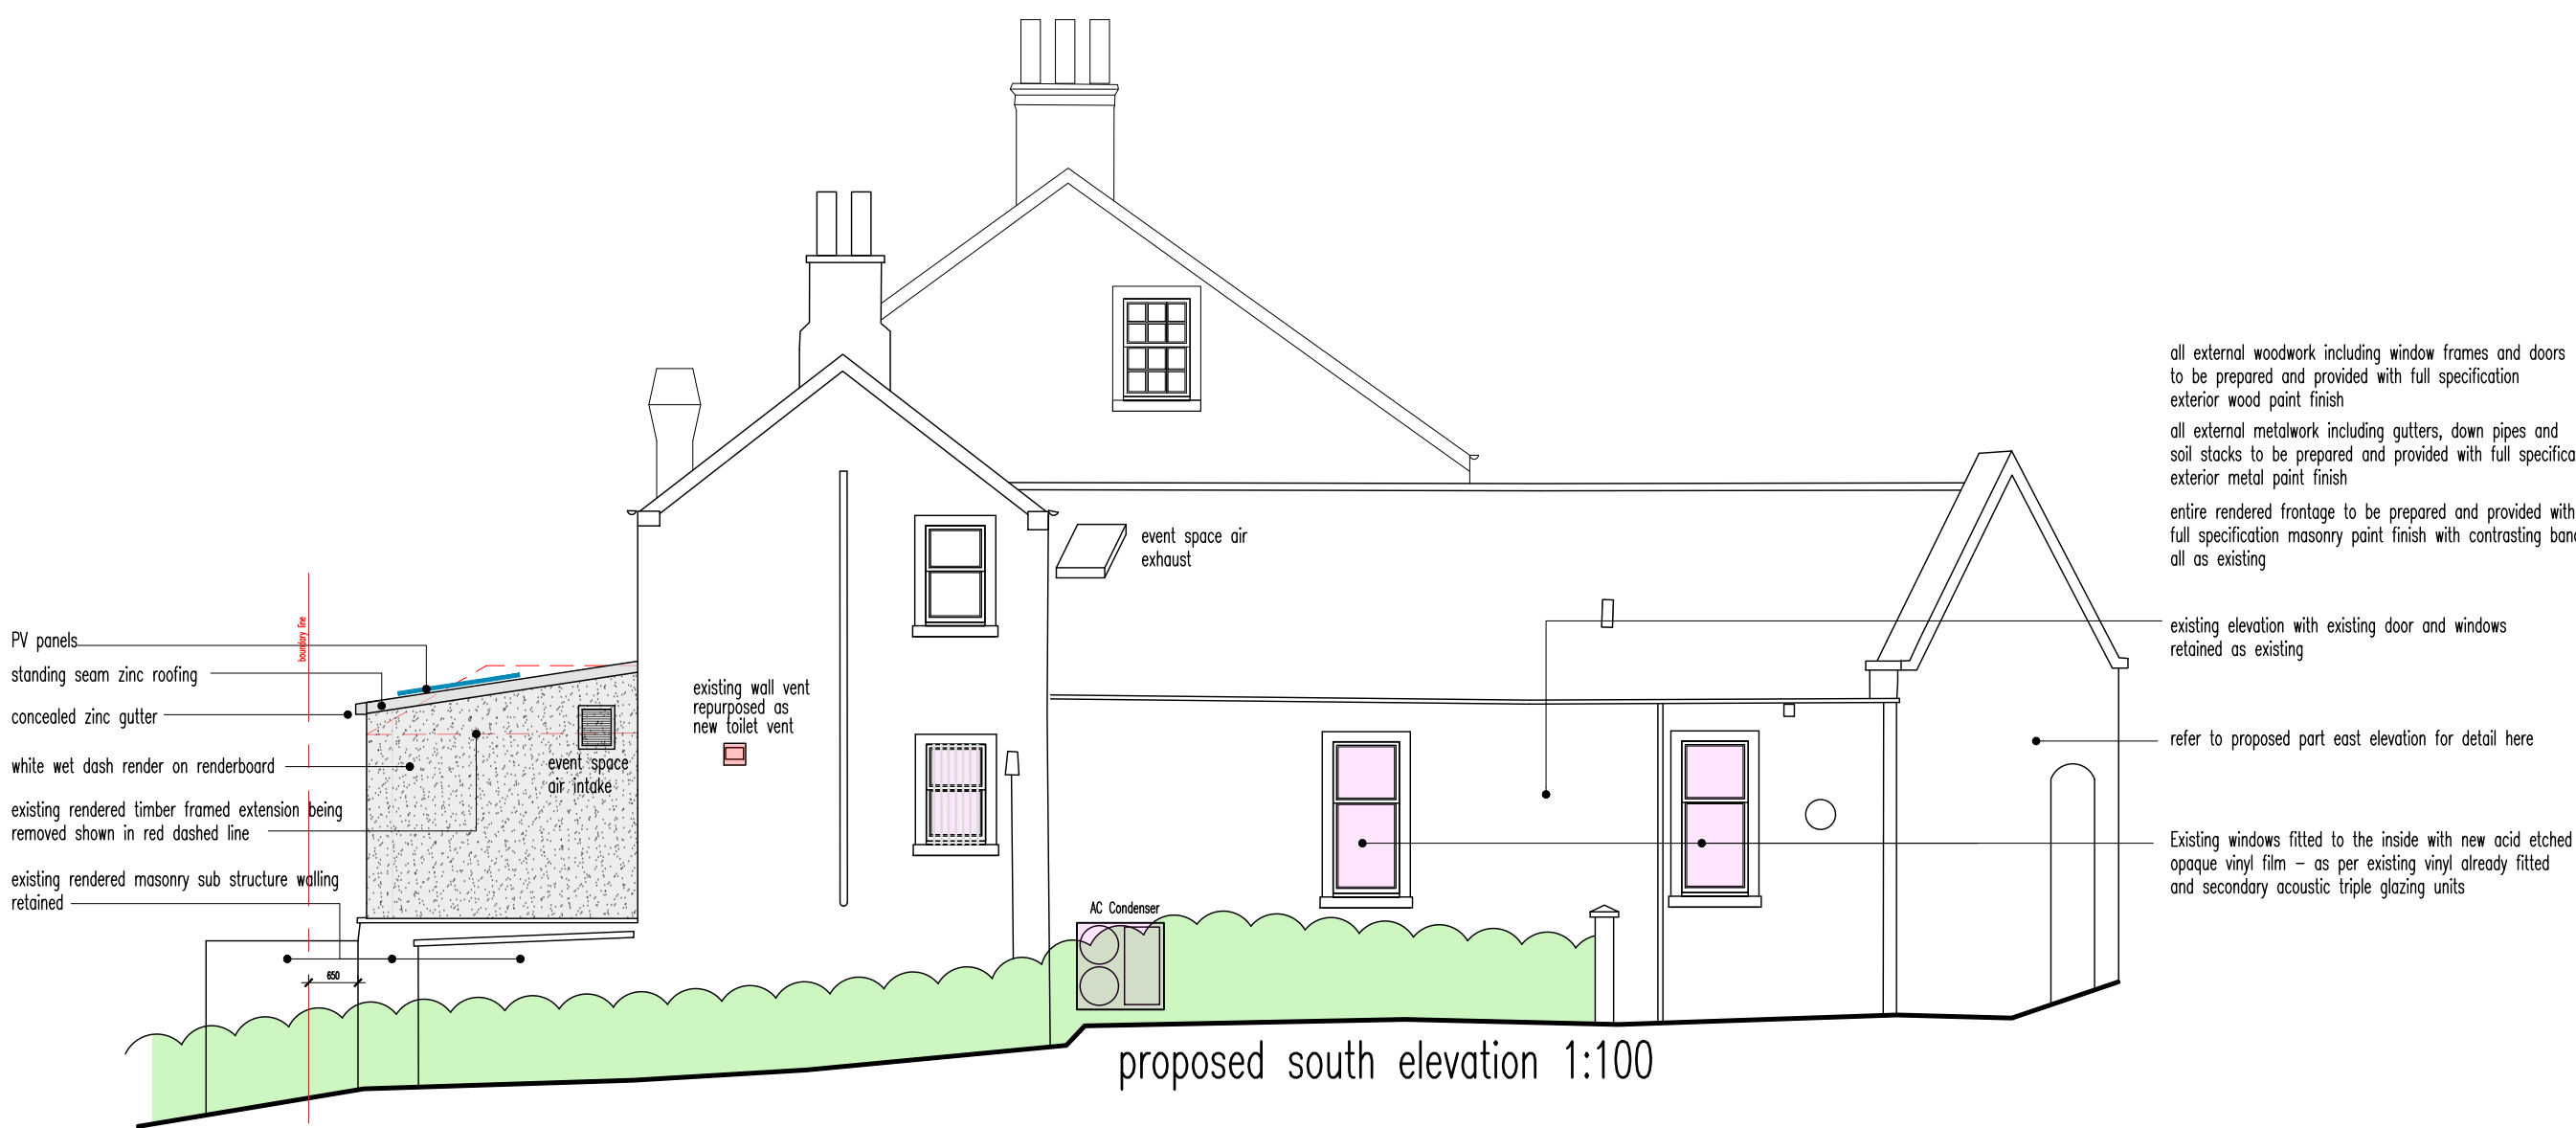 PV panels
standing seam zinc roofing
concealed zinc gutter
white wet dash render on renderboard
existing rendered timber framed extension being
removed shown in red dashed line
existing rendered masonry sub structure walling
retained
boundary line
650
event space
air intake
existing wall vent
repurposed as
new toilet vent
event space air
exhaust
AC Condenser
all external woodwork including window frames and doors
to be prepared and provided with full specification
exterior wood paint finish
all external metalwork including gutters, down pipes and
soil stacks to be prepared and provided with full specifica
exterior metal paint finish
entire rendered frontage to be prepared and provided with
full specification masonry paint finish with contrasting ban
all as existing
existing elevation with existing door and windows
retained as existing
refer to proposed part east elevation for detail here
Existing windows fitted to the inside with new acid etched
opaque vinyl film – as per existing vinyl already fitted
and secondary acoustic triple glazing units
proposed south elevation 1:100